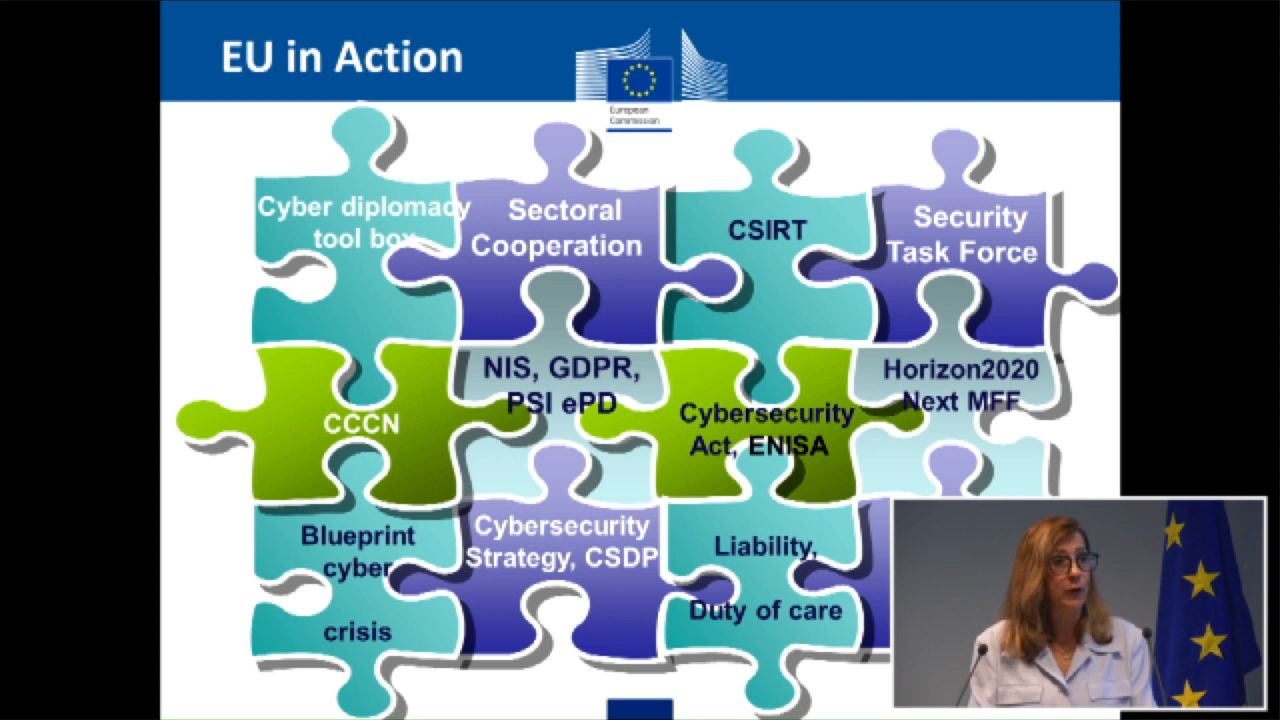 EU in Action
European
Commission
Cyber diplomacy
tool box
Sectoral
Cooperation
CSIRT
Security
Task Force
CCCN
NIS, GDPR,
PSI ePD
Cybersecurity
Act, ENISA
Horizon2020
Next MFF
Blueprint
cyber
crisis
Cybersecurity
Strategy, CSDP
Liability,
Duty of care